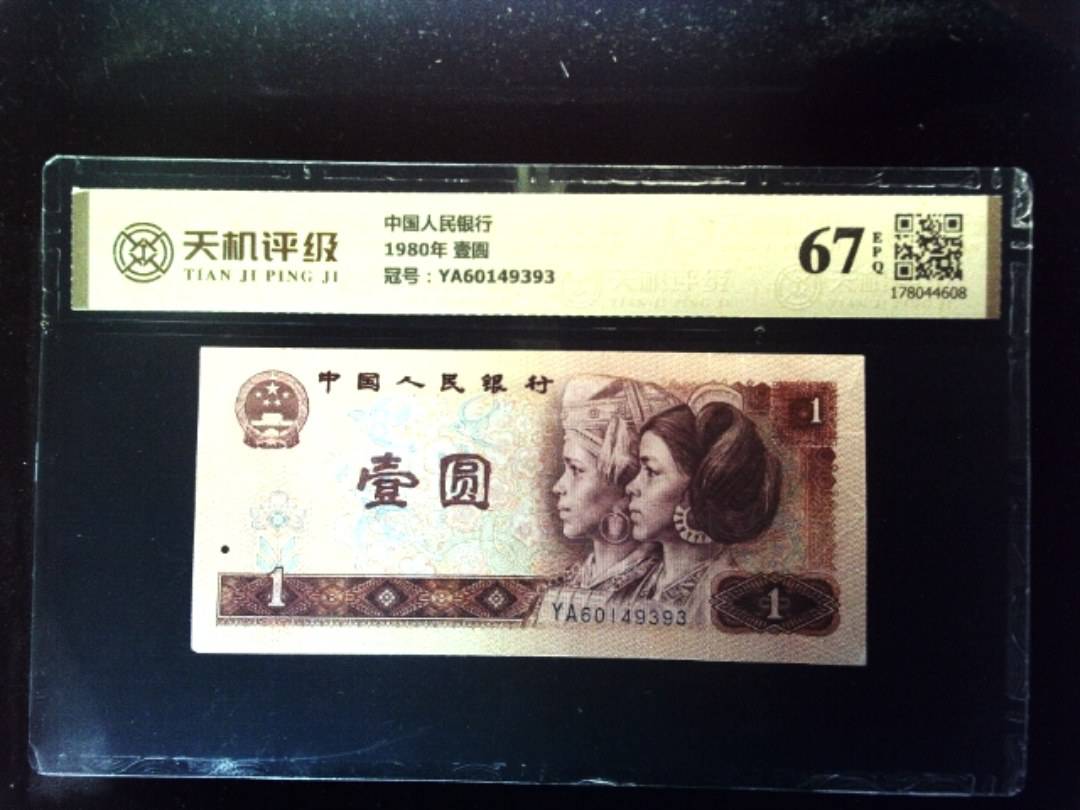 天机评级
TIAN JI PING JI
中国人民银行
1980年 壹圆
冠号：YA60149393
67
EPQ
178044608
中国人民银行
1
壹圆
1
YA60149393
1